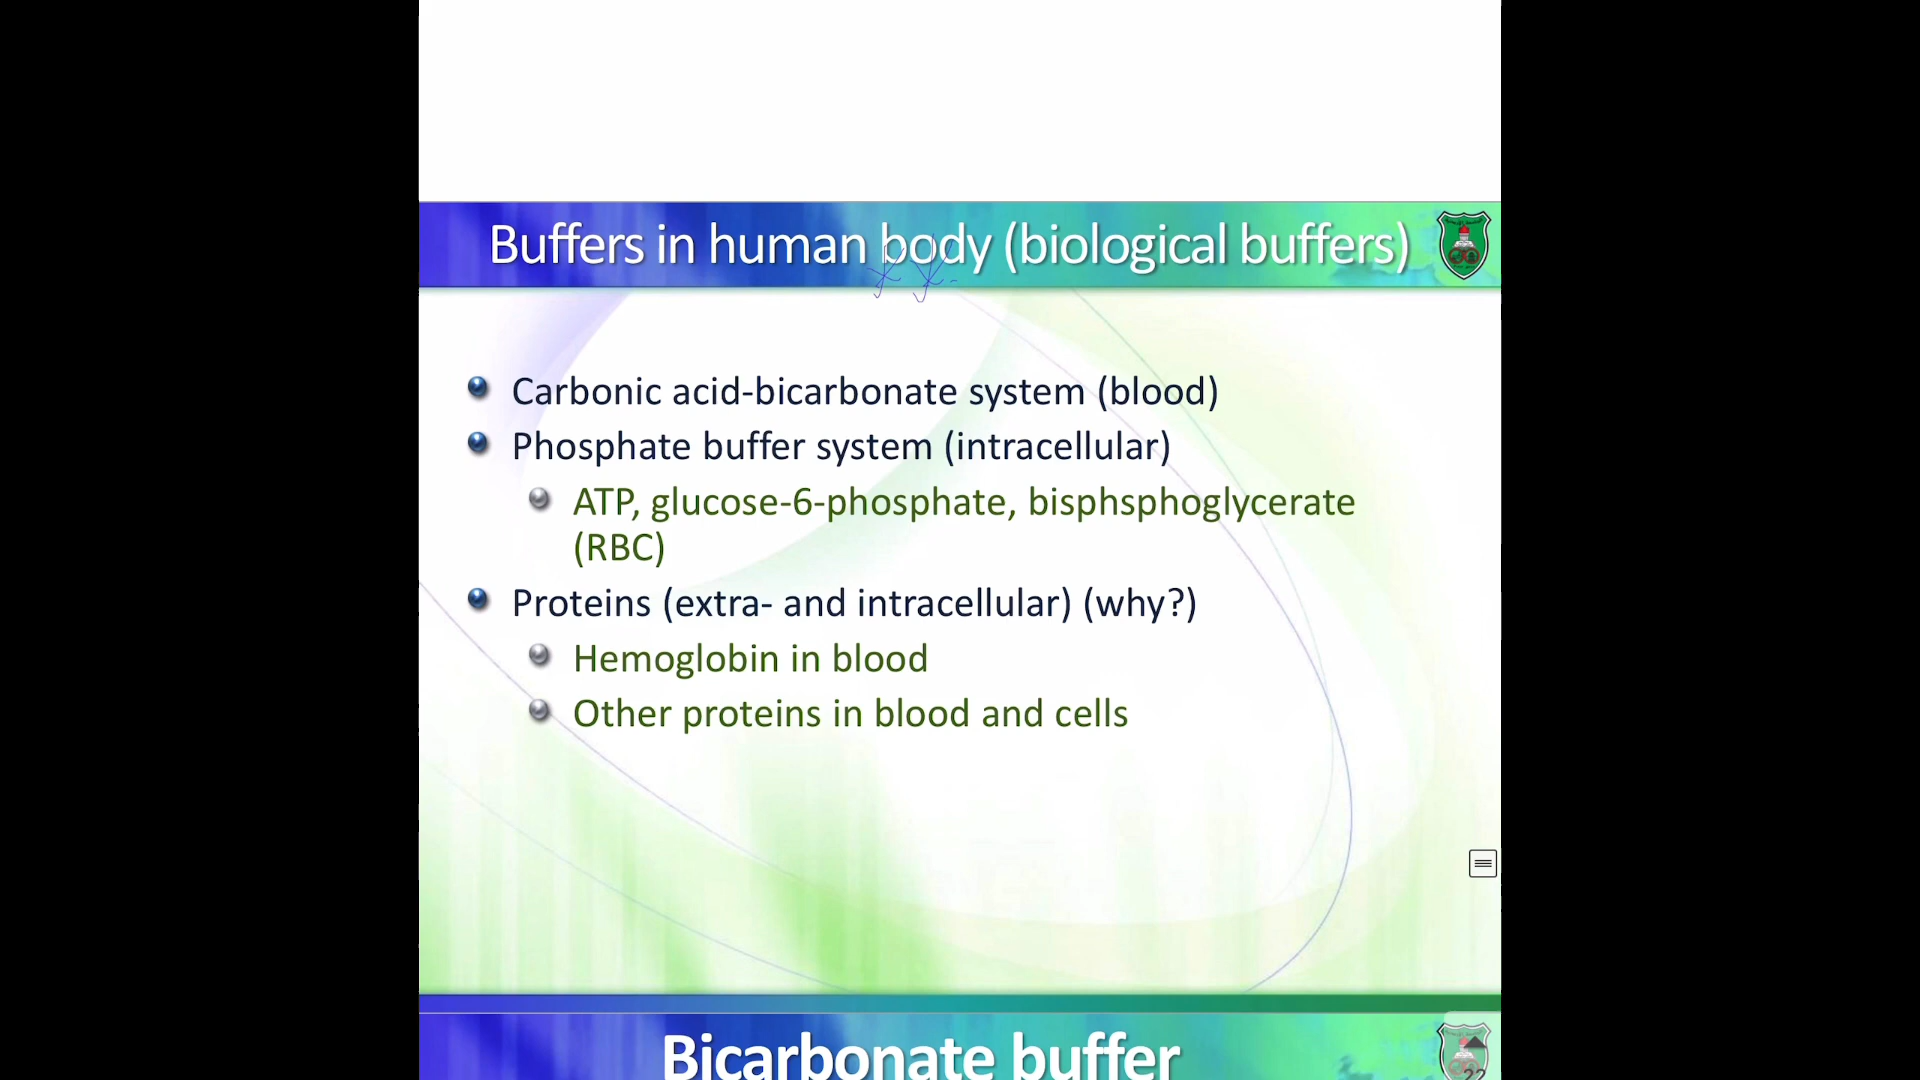 Buffers in human body (biological buffers)
Carbonic acid-bicarbonate system (blood)
Phosphate buffer system (intracellular)
ATP, glucose-6-phosphate, bisphsphoglycerate
(RBC)
Proteins (extra- and intracellular) (why?)
Hemoglobin in blood
Other proteins in blood and cells
Bicarbonate buffer
22